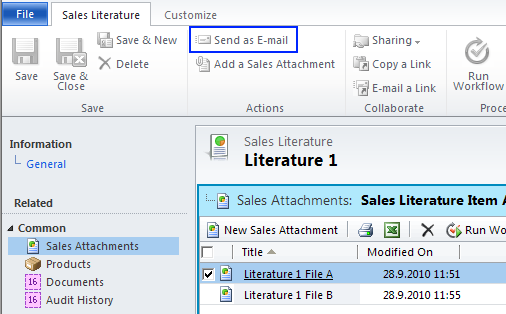 File Sales Literature Customize
Save
Save & Close
Save & New
Delete
Save
Send as E-mail
Add a Sales Attachment
Actions
Sharing
Copy a Link
E-mail a Link
Collaborate
Run Workflow
Proce
Information
General
Related
Common
Sales Attachments
Products
16 Documents
16 Audit History
Sales Literature
Literature 1
Sales Attachments: Sales Literature Item A
New Sales Attachment Run Wo
Title Modified On
Literature 1 File A 28.9.2010 11:51
Literature 1 File B 28.9.2010 11:55